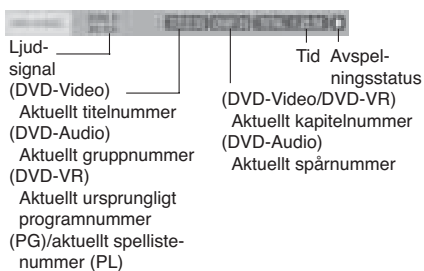 Ljud-
signal
(DVD-Video)
Aktuellt titelnummer
(DVD-Audio)
Aktuellt gruppnummer
(DVD-VR)
Aktuellt ursprungligt
programnummer
(PG)/aktuellt spelliste-
nummer (PL)
Tid
Avspel-
ningsstatus
(DVD-Video/DVD-VR)
Aktuellt kapitelnummer
(DVD-Audio)
Aktuellt spårnummer